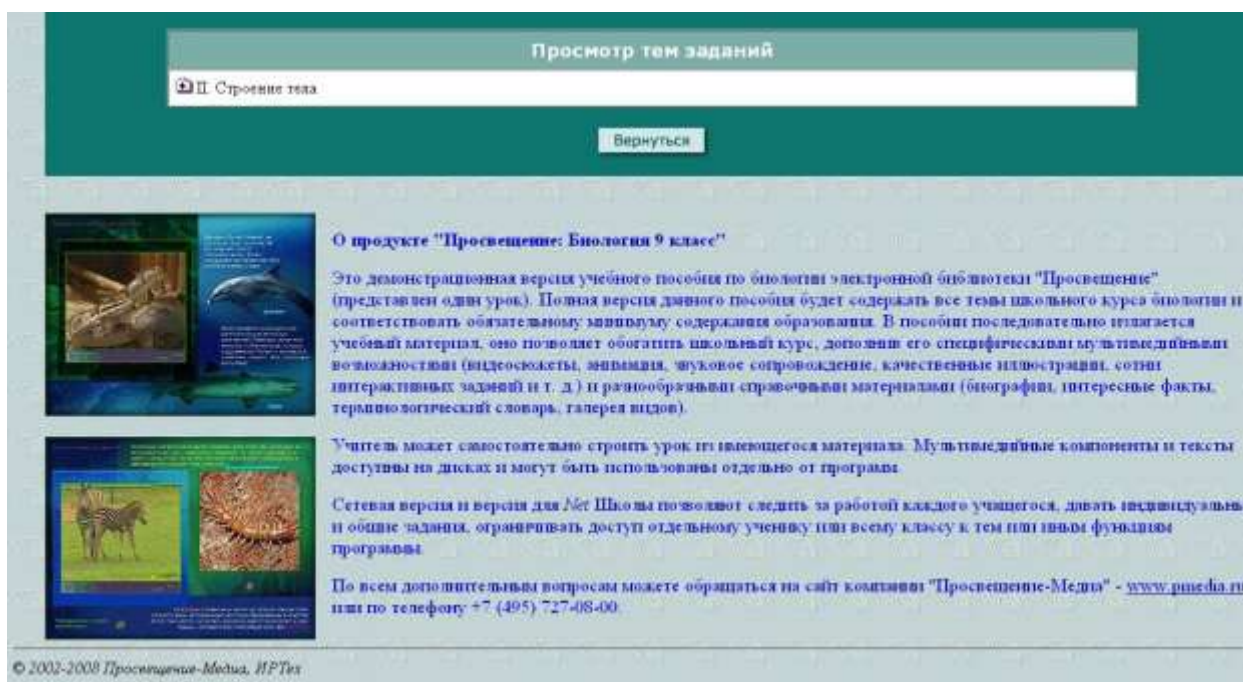 Просмотр тем заданий
II. Строение тела
Вернуться
О продукте "Просвещение: Биология 9 класс"
Это демонстрационная версия учебного пособия по биологии электронной библиотеки "Просвещение"
(представлен один урок). Полная версия данного пособия будет содержать все темы школьного курса биологии и
соответствовать обязательному минимуму содержания образования. В пособии последовательно излагается
учебный материал, оно позволяет обогатить школьный курс, дополнив его специфическими мультимедийными
возможностями (видеосюжеты, анимация, звуковое сопровождение, качественные иллюстрации, сотни
интерактивных заданий и т. д.) и разнообразными справочными материалами (биографии, интересные факты,
терминологический словарь, галерея видов).
Учитель может самостоятельно строить урок из имеющегося материала. Мультимедийные компоненты и тексты
доступны на дисках и могут быть использованы отдельно от программ.
Сетевая версия и версия для Net Школы позволяют следить за работой каждого учащегося, давать индивидуальны
и общие задания, ограничивать доступ отдельному ученику или всему классу к тем или иным функциям
программы.
По всем дополнительным вопросам можете обращаться на сайт компании "Просвещение-Медиа" - www.pmedia.ru
или по телефону +7 (495) 727-08-00.
© 2002-2008 Просвещение-Медиа, ИРТех